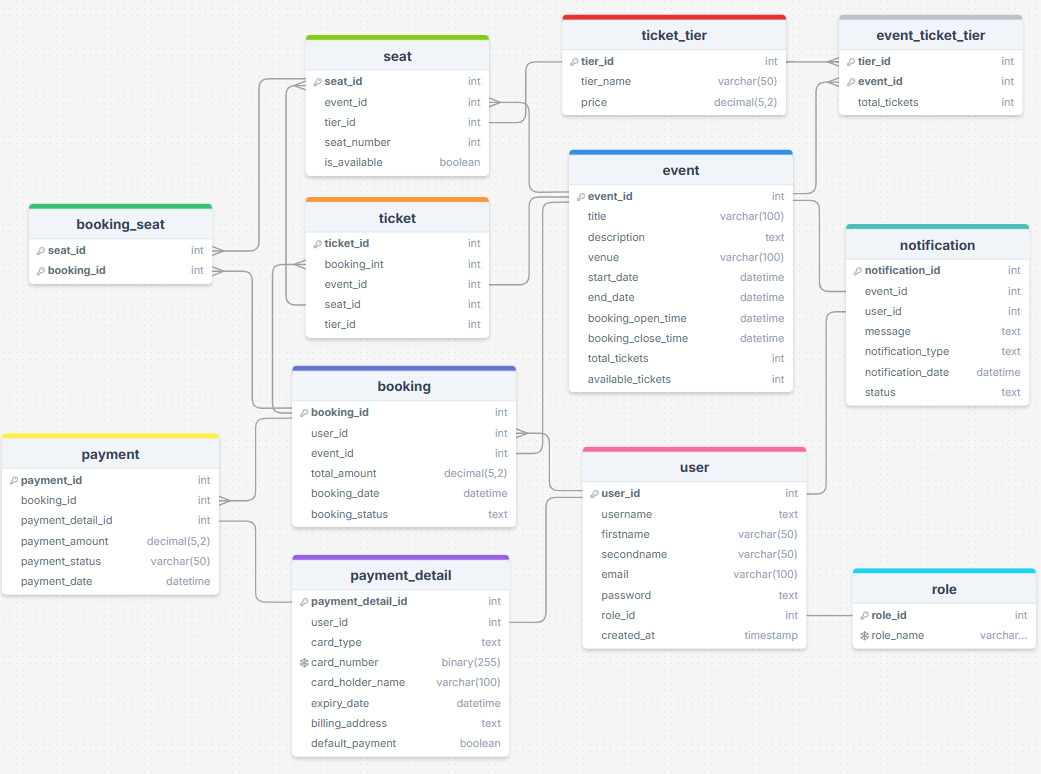 seat
seat_id int
event_id int
tier_id int
seat_number int
is_available boolean
ticket_tier
tier_id int
tier_name varchar(50)
price decimal(5,2)
event_ticket_tier
tier_id int
event_id int
total_tickets int
event
event_id int
title varchar(100)
description text
venue varchar(100)
start_date datetime
end_date datetime
booking_open_time datetime
booking_close_time datetime
total_tickets int
available_tickets int
booking_seat
seat_id int
booking_id int
ticket
ticket_id int
booking_int int
event_id int
seat_id int
tier_id int
notification
notification_id int
event_id int
user_id int
message text
notification_type text
notification_date datetime
status text
booking
booking_id int
user_id int
event_id int
total_amount decimal(5,2)
booking_date datetime
booking_status text
payment
payment_id int
booking_id int
payment_detail_id int
payment_amount decimal(5,2)
payment_status varchar(50)
payment_date datetime
user
user_id int
username text
firstname varchar(50)
secondname varchar(50)
email varchar(100)
password text
role_id int
created_at timestamp
payment_detail
payment_detail_id int
user_id int
card_type text
card_number binary(255)
card_holder_name varchar(100)
expiry_date datetime
billing_address text
default_payment boolean
role
role_id int
role_name varchar...